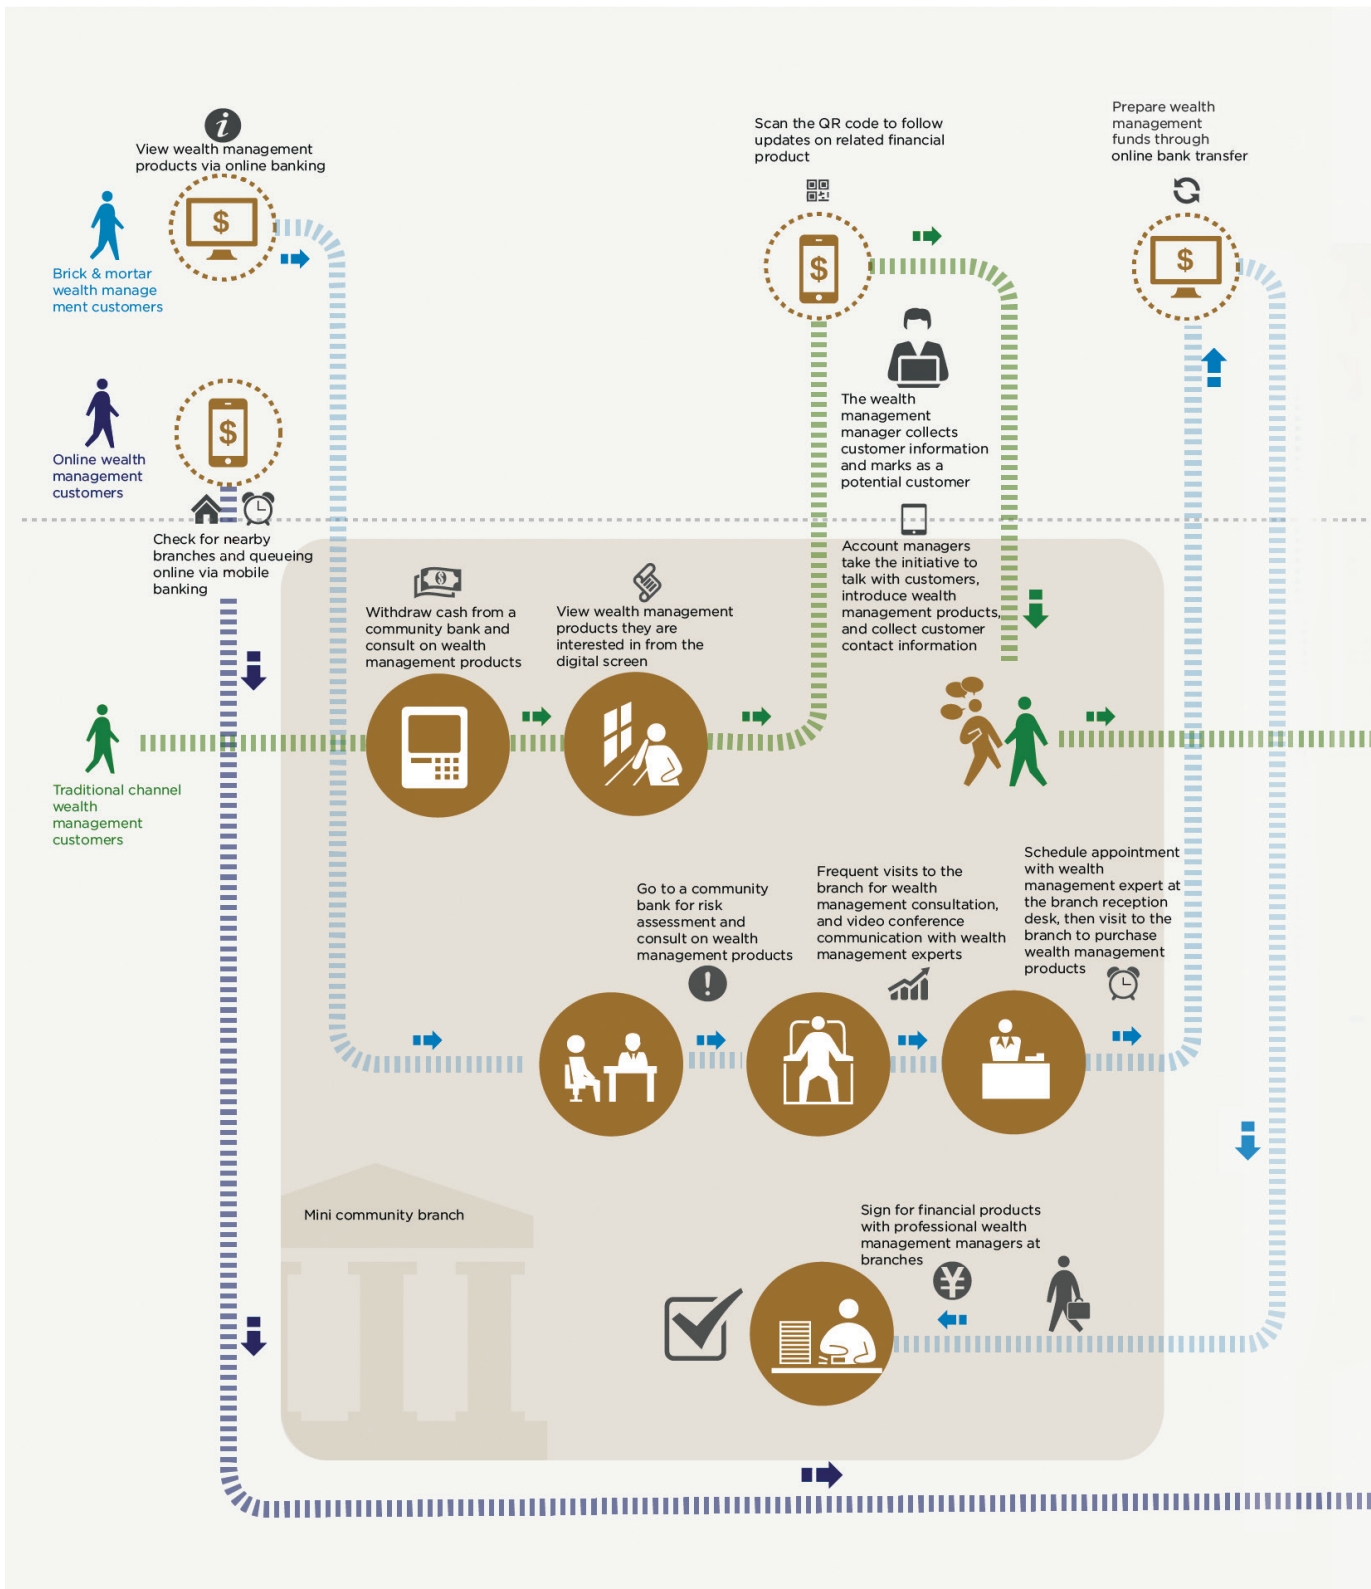 View wealth management
products via online banking
Brick & mortar
wealth manage
ment customers
Scan the QR code to follow
updates on related financial
product
Prepare wealth
management
funds through
online bank transfer
$
$
$
Online wealth
management
customers
$
Check for nearby
branches and queueing
online via mobile
banking
The wealth
management
manager collects
customer information
and marks as a
potential customer
Account managers
take the initiative to
talk with customers,
introduce wealth
management products,
and collect customer
contact information
Withdraw cash from a
community bank and
consult on wealth
management products
View wealth management
products they are
interested in from the
digital screen
Traditional channel
wealth
management
customers
Go to a community
bank for risk
assessment and
consult on wealth
management products
Frequent visits to the
branch for wealth
management consultation,
and video conference
communication with wealth
management experts
Schedule appointment
with wealth
management expert at
the branch reception
desk, then visit to the
branch to purchase
wealth management
products
Mini community branch
Sign for financial products
with professional wealth
management managers at
branches
¥